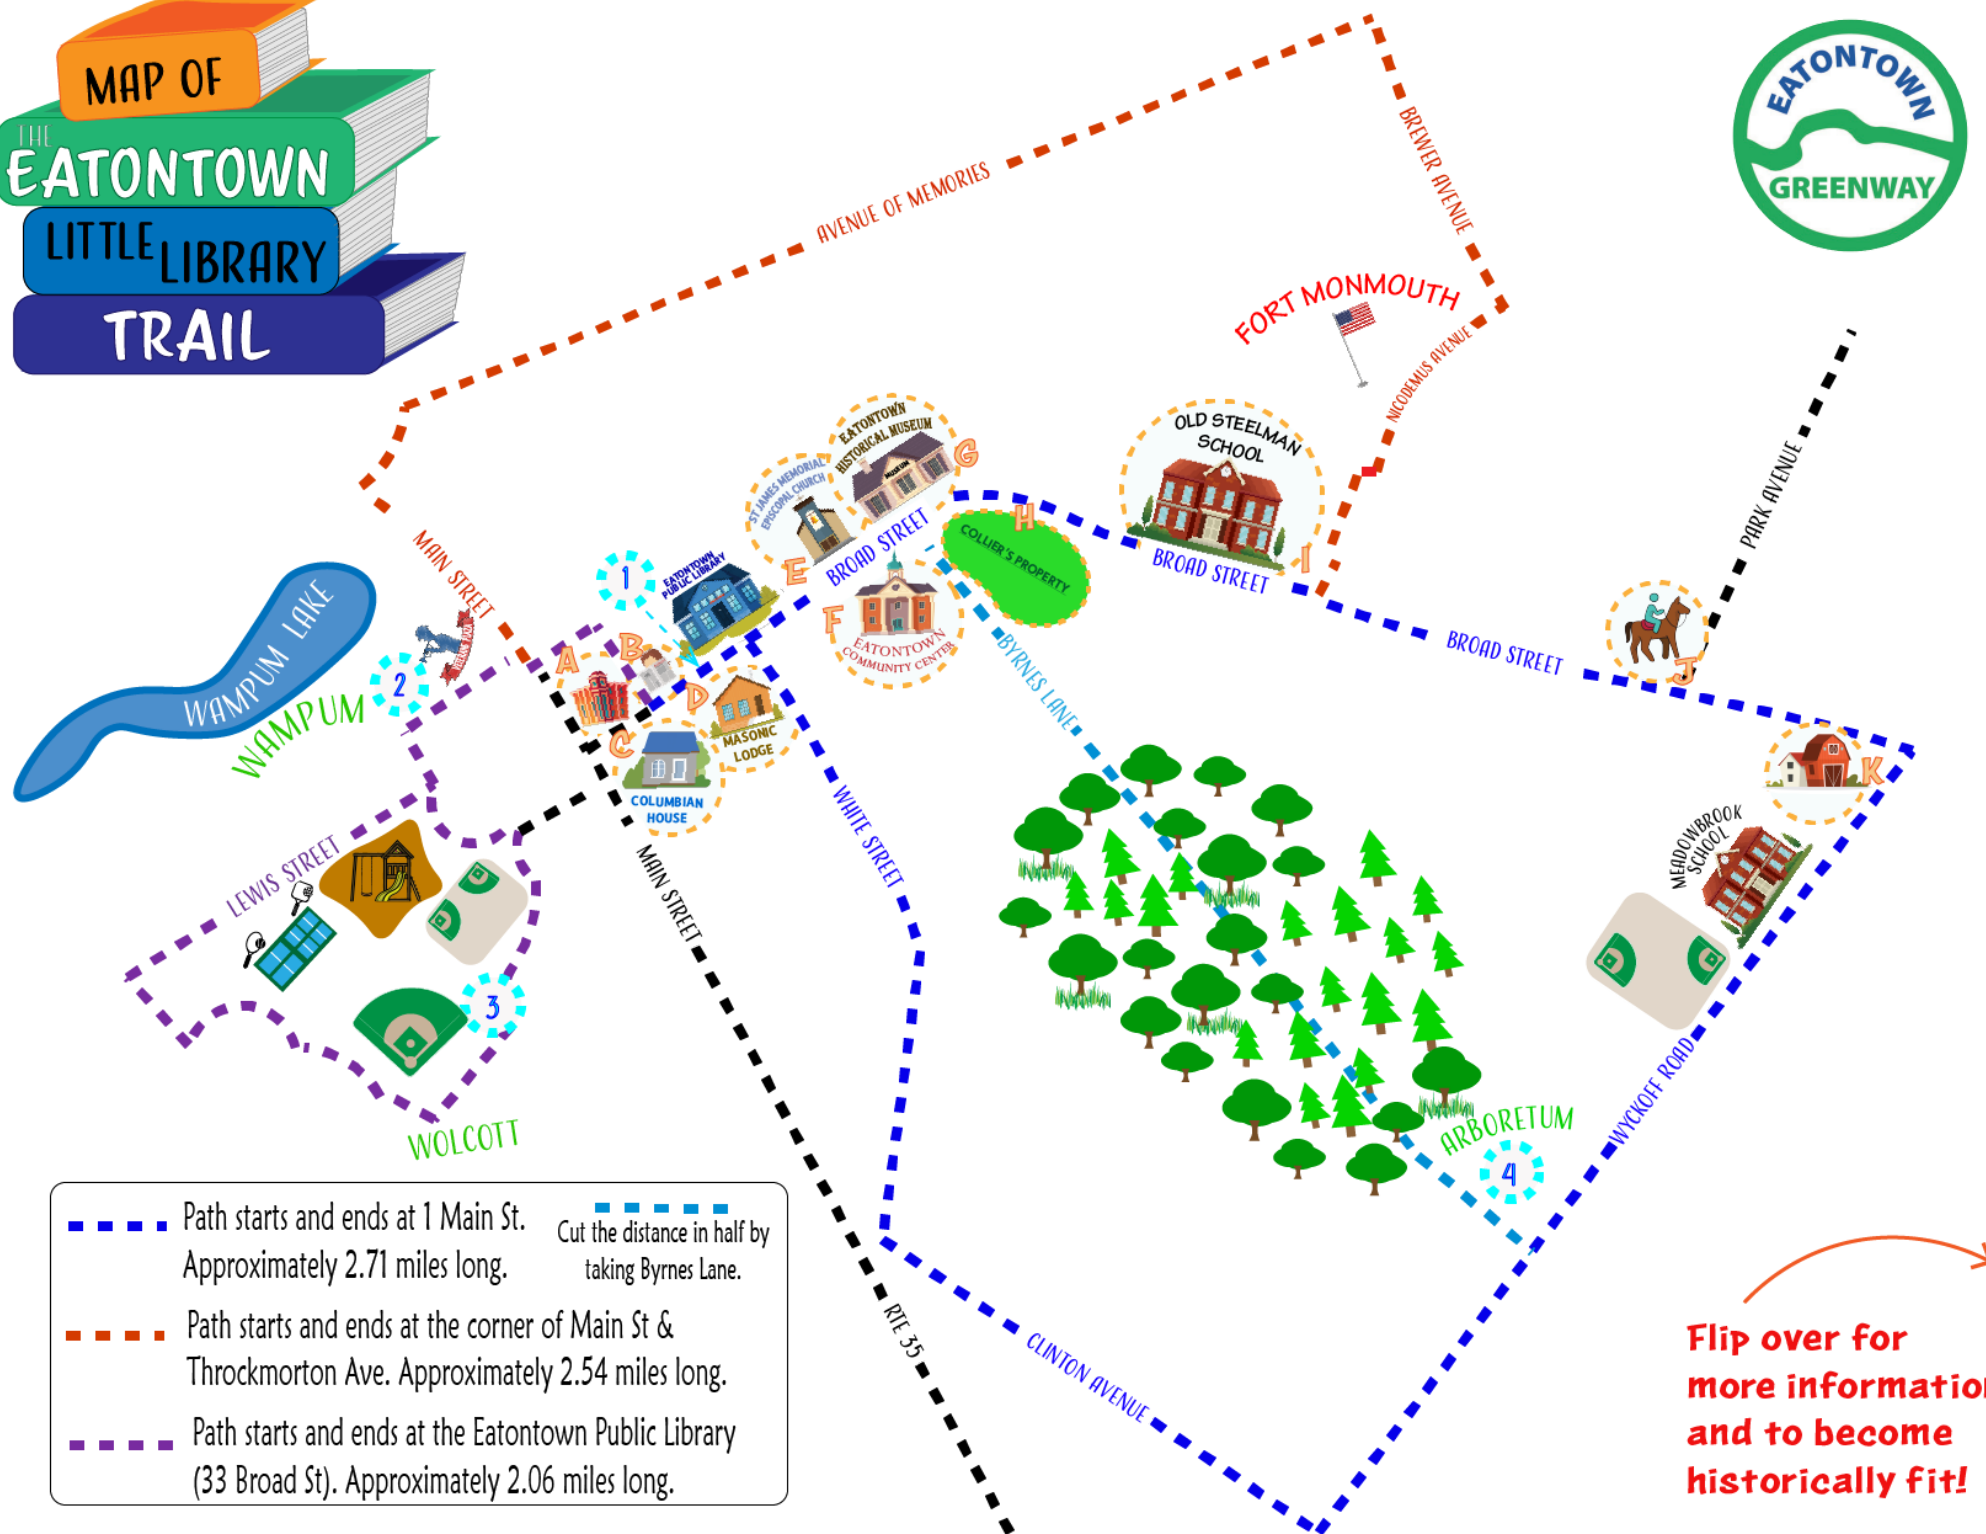 MAP OF
THE
EATONTOWN
LITTLE LIBRARY
TRAIL
EATONTOWN
GREENWAY
AVENUE OF MEMORIES
BREWER AVENUE
FORT MONMOUTH
NICODEMUS AVENUE
PARK AVENUE
OLD STEELMAN
SCHOOL
I
EATONTOWN
HISTORICAL MUSEUM
MUSEUM
G
ST JAMES MEMORIAL
EPISCOPAL CHURCH
E
BROAD STREET
H
COLLIER'S PROPERTY
BROAD STREET
BROAD STREET
J
K
MEADOWBROOK
SCHOOL
MAIN STREET
1
EATONTOWN
PUBLIC LIBRARY
F
EATONTOWN
COMMUNITY CENTER
BYRNES LANE
WAMPUM LAKE
WAMPUM
2
A
B
C
D
MASONIC
LODGE
COLUMBIAN
HOUSE
LEWIS STREET
3
WOLCOTT
MAIN STREET
WHITE STREET
RTE 35
CLINTON AVENUE
WYCKOFF ROAD
ARBORETUM
4
Path starts and ends at 1 Main St.
Approximately 2.71 miles long.
Cut the distance in half by
taking Byrnes Lane.
Path starts and ends at the corner of Main St &
Throckmorton Ave. Approximately 2.54 miles long.
Path starts and ends at the Eatontown Public Library
(33 Broad St). Approximately 2.06 miles long.
Flip over for
more informatio
and to become
historically fit!